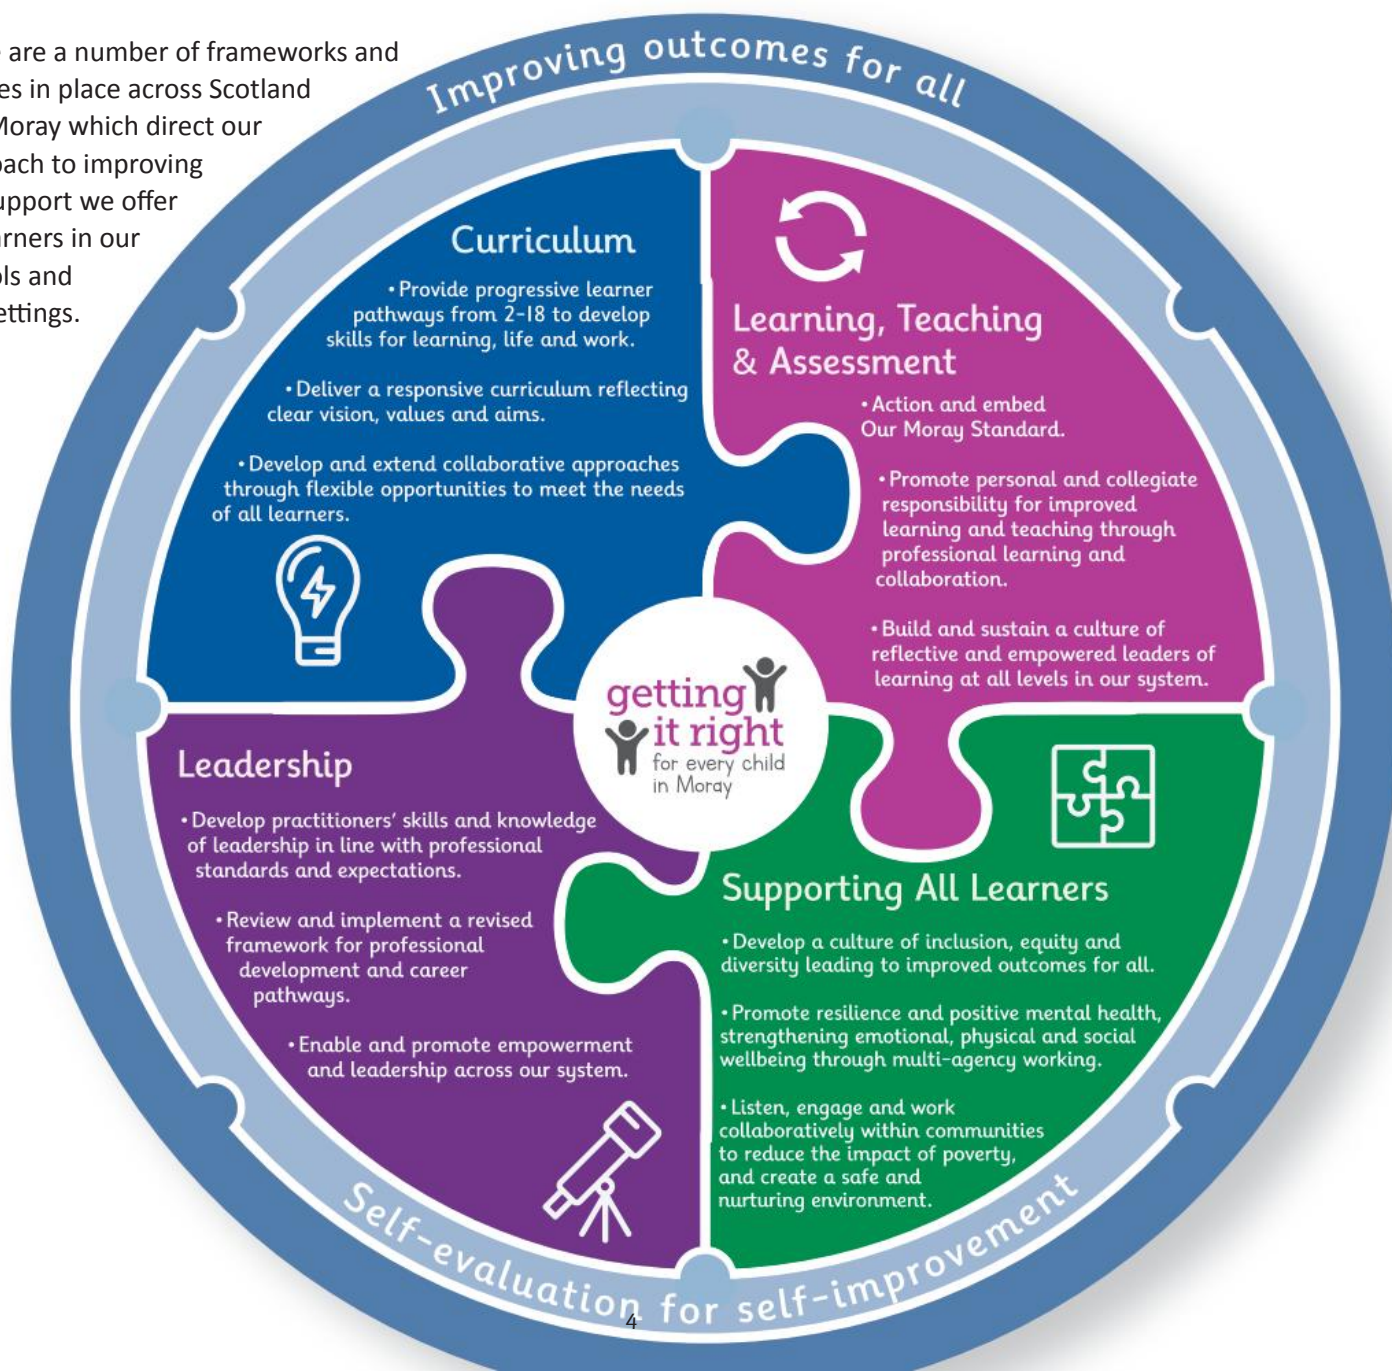 are a number of frameworks and
es in place across Scotland
Moray which direct our
oach to improving
upport we offer
arners in our
ols and
ettings.
Improving outcomes for all
Curriculum
• Provide progressive learner
pathways from 2-18 to develop
skills for learning, life and work.
• Deliver a responsive curriculum reflecting
clear vision, values and aims.
• Develop and extend collaborative approaches
through flexible opportunities to meet the needs
of all learners.
Learning, Teaching
& Assessment
• Action and embed
Our Moray Standard.
• Promote personal and collegiate
responsibility for improved
learning and teaching through
professional learning and
collaboration.
• Build and sustain a culture of
reflective and empowered leaders of
learning at all levels in our system.
getting
it right
for every child
in Moray
Leadership
• Develop practitioners' skills and knowledge
of leadership in line with professional
standards and expectations.
• Review and implement a revised
framework for professional
development and career
pathways.
• Enable and promote empowerment
and leadership across our system.
Supporting All Learners
• Develop a culture of inclusion, equity and
diversity leading to improved outcomes for all.
• Promote resilience and positive mental health,
strengthening emotional, physical and social
wellbeing through multi-agency working.
• Listen, engage and work
collaboratively within communities
to reduce the impact of poverty,
and create a safe and
nurturing environment.
Self-evaluation for self-improvement
4